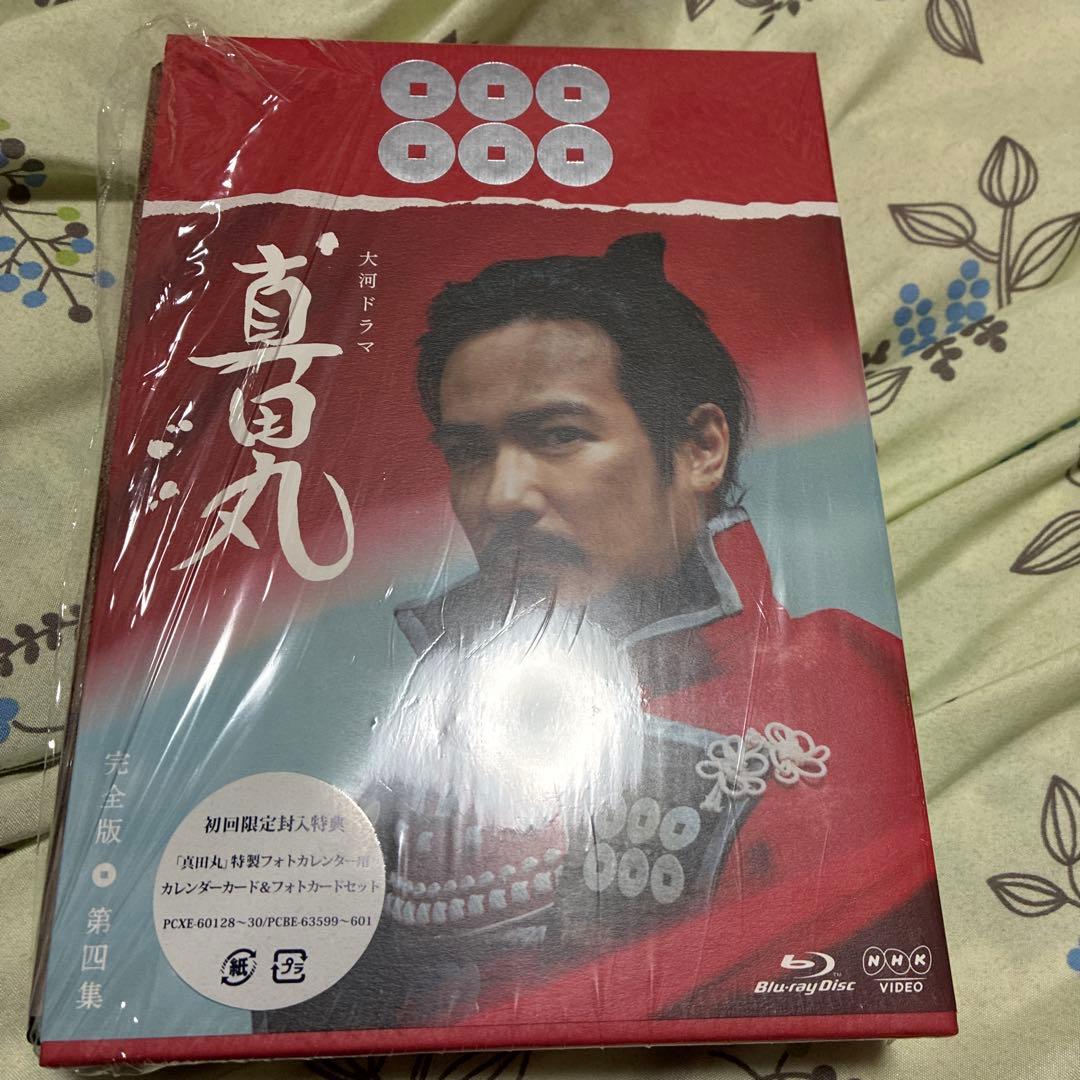 大河ドラマ
真田丸
完全版 第四集
初回限定封入特典
「真田丸」特製フォトカレンダー用
カレンダーカード&フォトカードセット
PCXE-60128～30/PCBE-63599～601
紙
プラ
Blu-ray Disc™
NHK
VIDEO